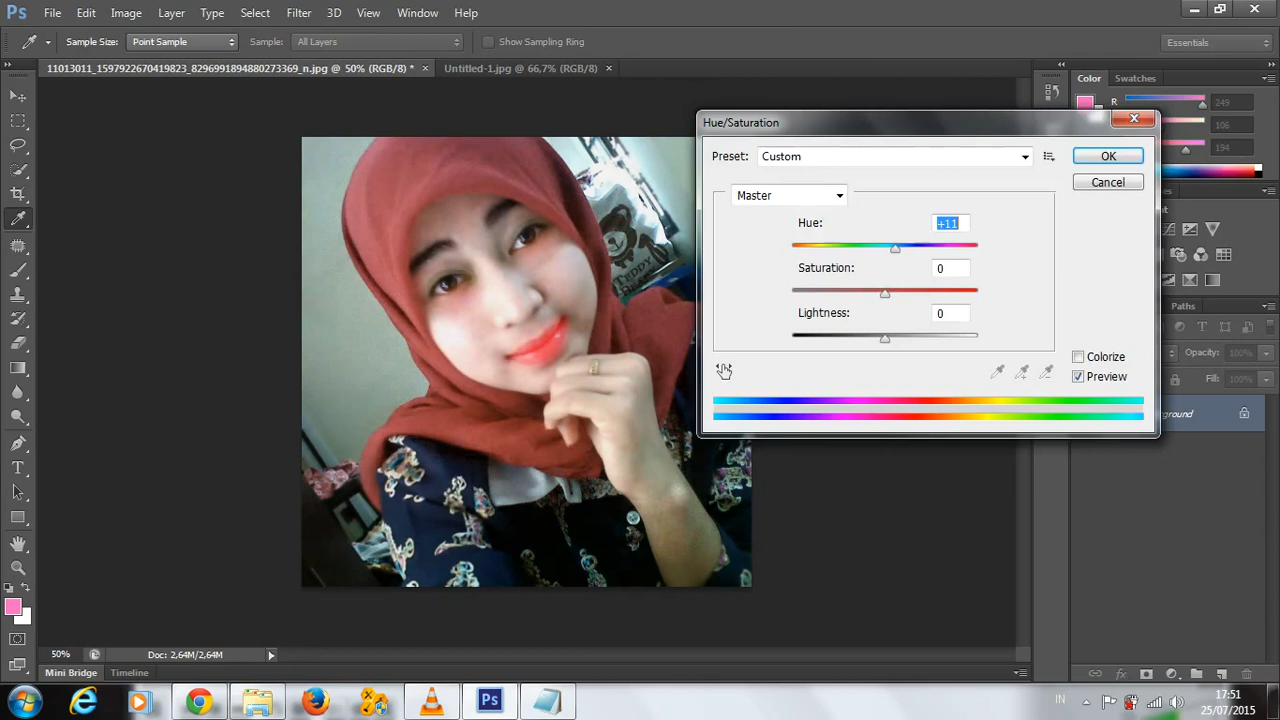 Ps File Edit Image Layer Type Select Filter 3D View Window Help
Sample Size: Point Sample Sample: All Layers Show Sampling Ring Essentials
11013011_1597922670419823_8296991894880273369_n.jpg @ 50% (RGB/8) * × Untitled-1.jpg @ 66,7% (RGB/8) ×
Color Swatches
R 249
106
194
Hue/Saturation
Preset: Custom OK
Cancel
Master
Hue: +11
Saturation: 0
Lightness: 0
Colorize
Preview
Paths
Opacity: 100%
Fill: 100%
TEDDY
50% Doc: 2,64M/2,64M
Mini Bridge Timeline
Ps IN 17:51
25/07/2015